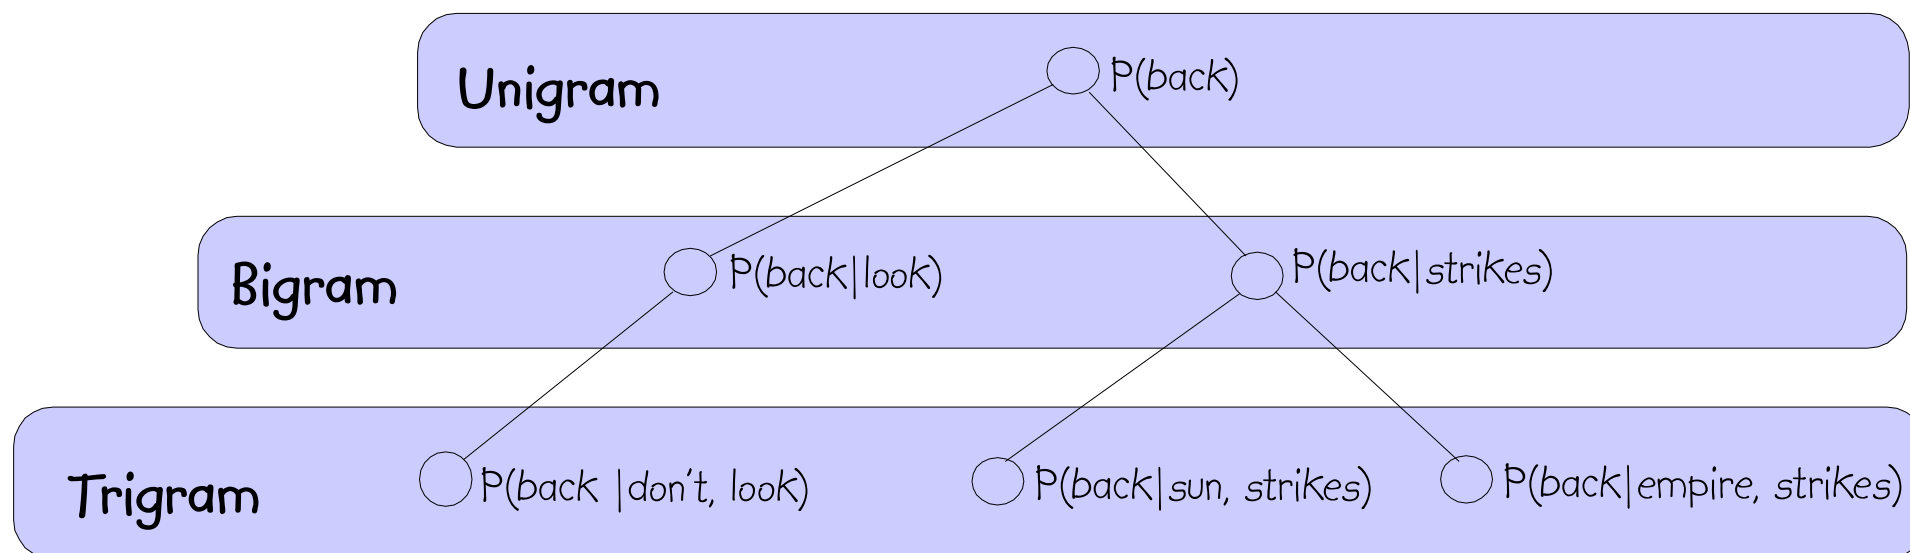 Unigram P(back)
Bigram P(back|look) P(back|strikes)
Trigram P(back |don't, look) P(back|sun, strikes) P(back|empire, strikes)